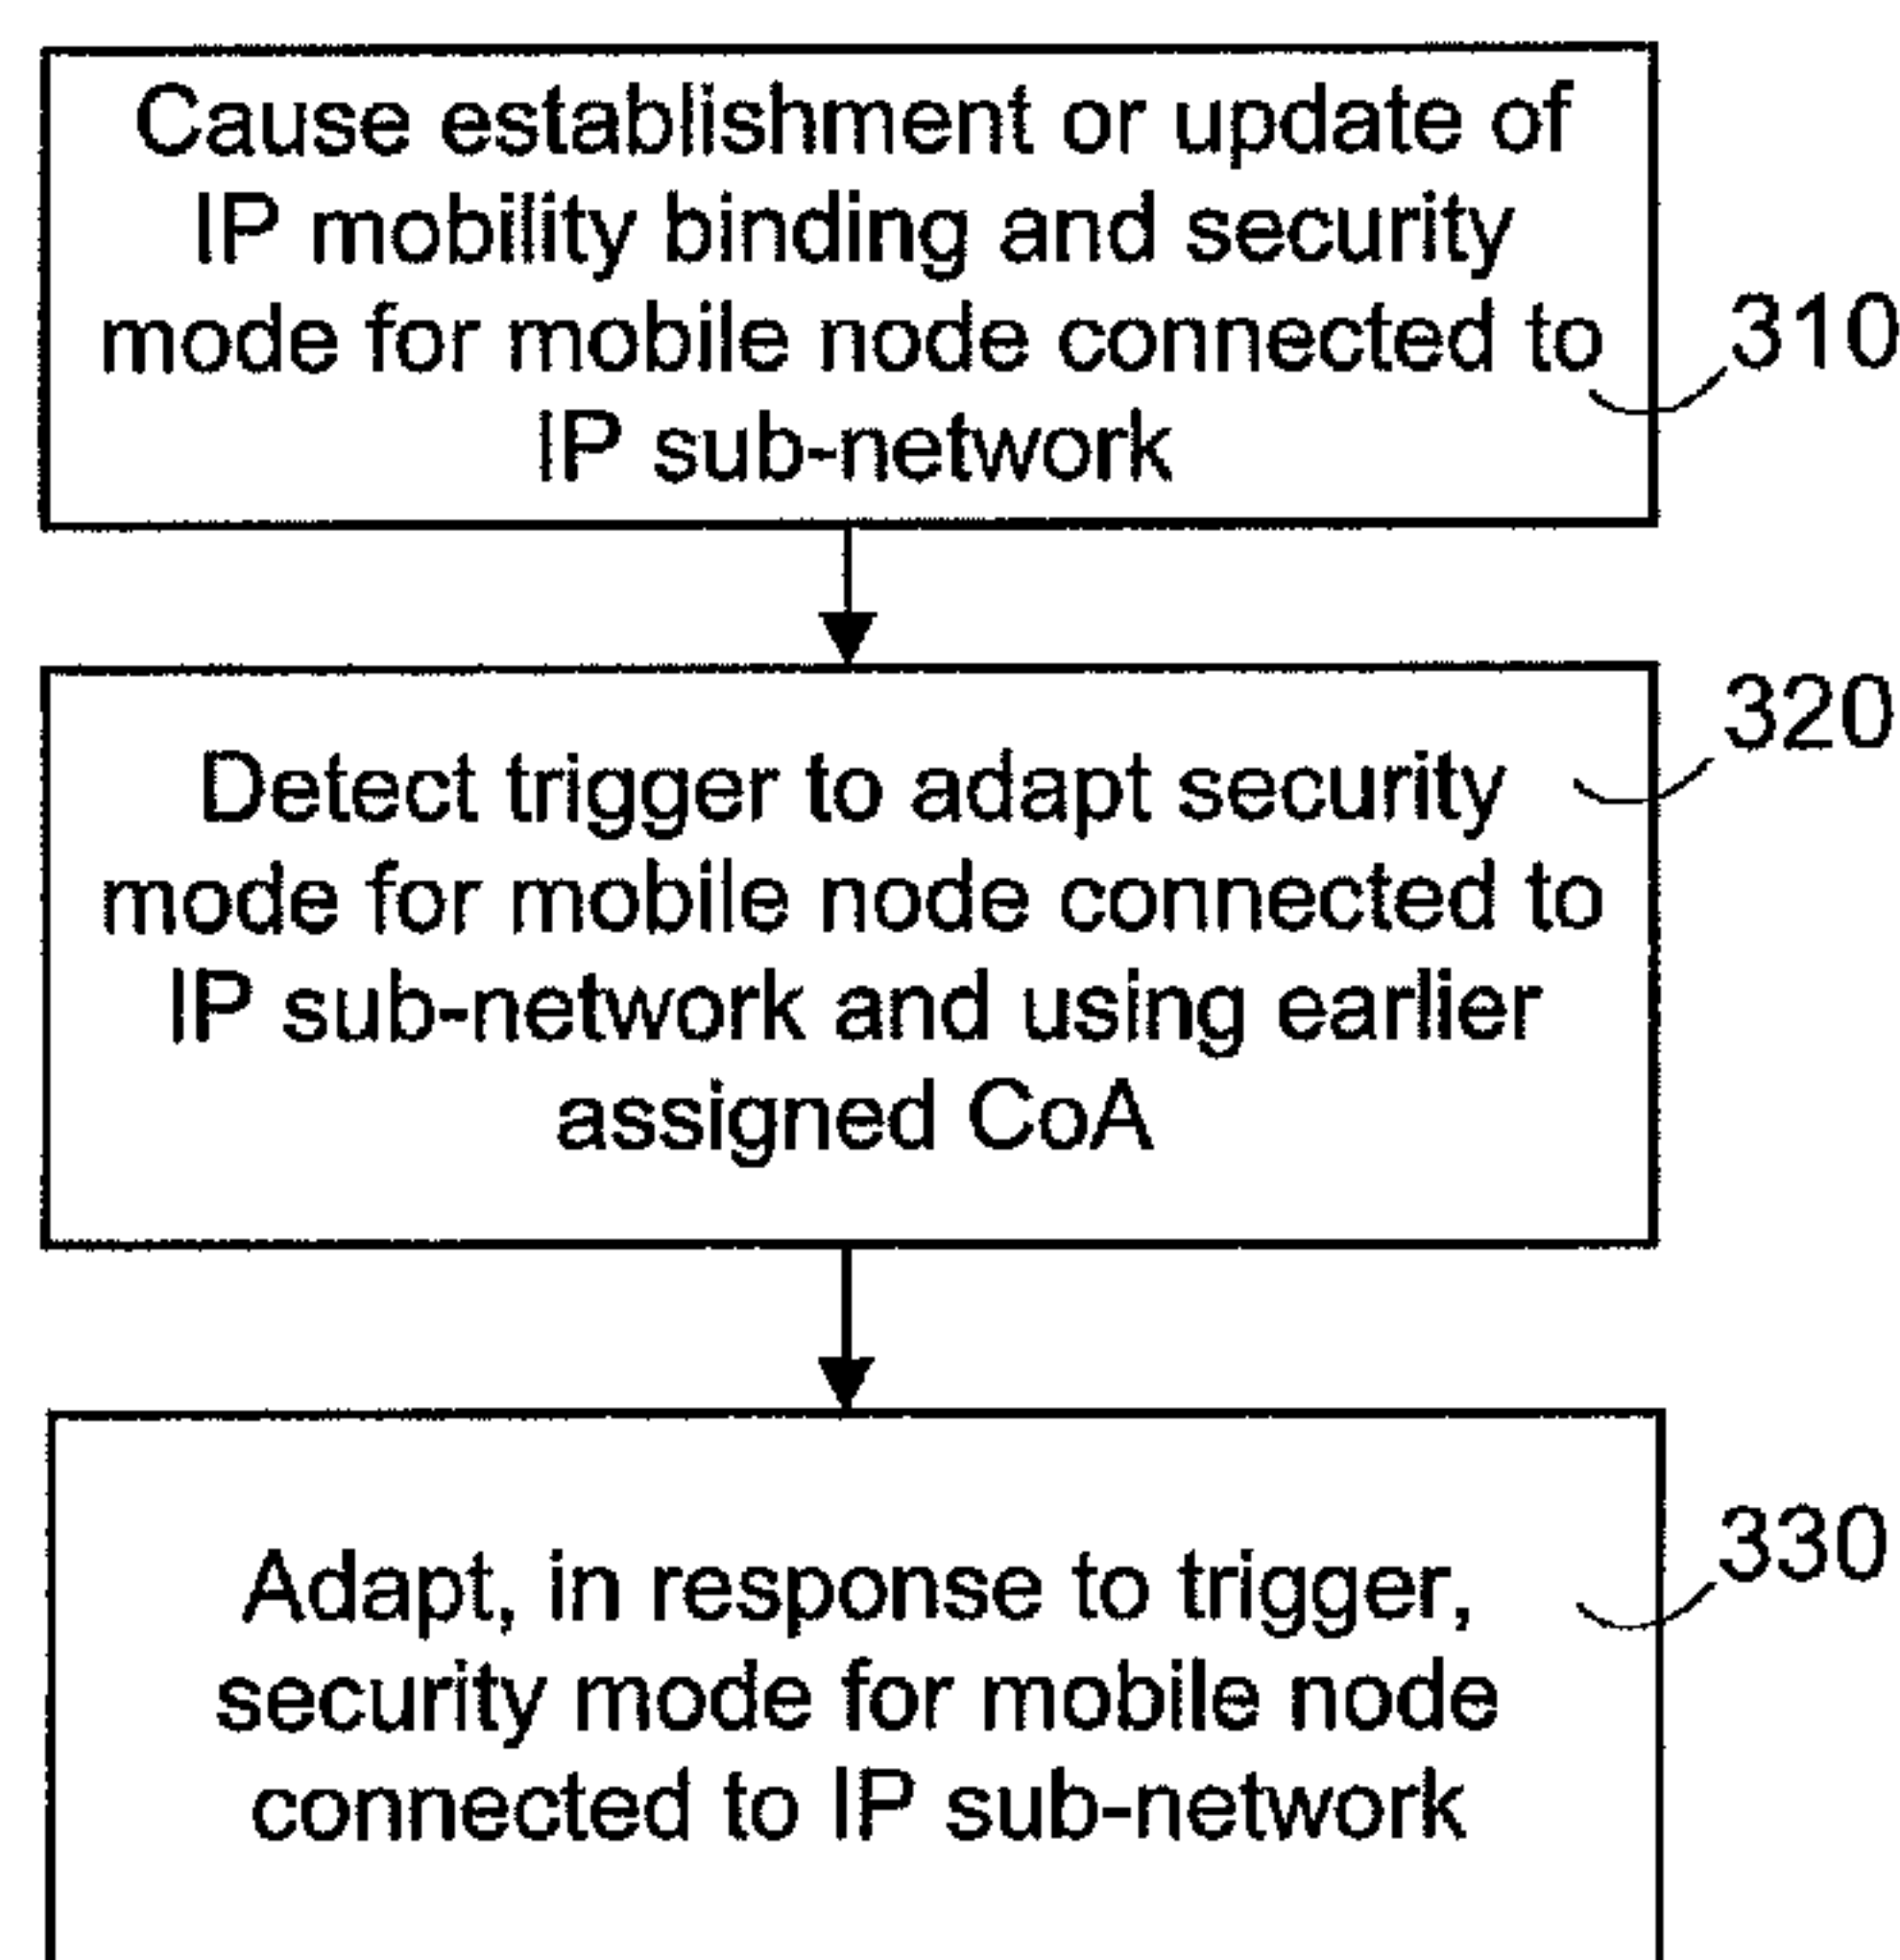 Cause establishment or update of
IP mobility binding and security
mode for mobile node connected to
IP sub-network
310
Detect trigger to adapt security
mode for mobile node connected to
IP sub-network and using earlier
assigned CoA
320
Adapt, in response to trigger,
security mode for mobile node
connected to IP sub-network
330